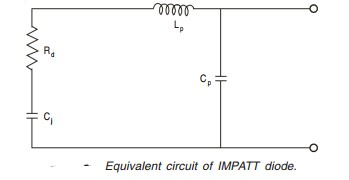 Lp
Rd
Cp
Cj
Equivalent circuit of IMPATT diode.